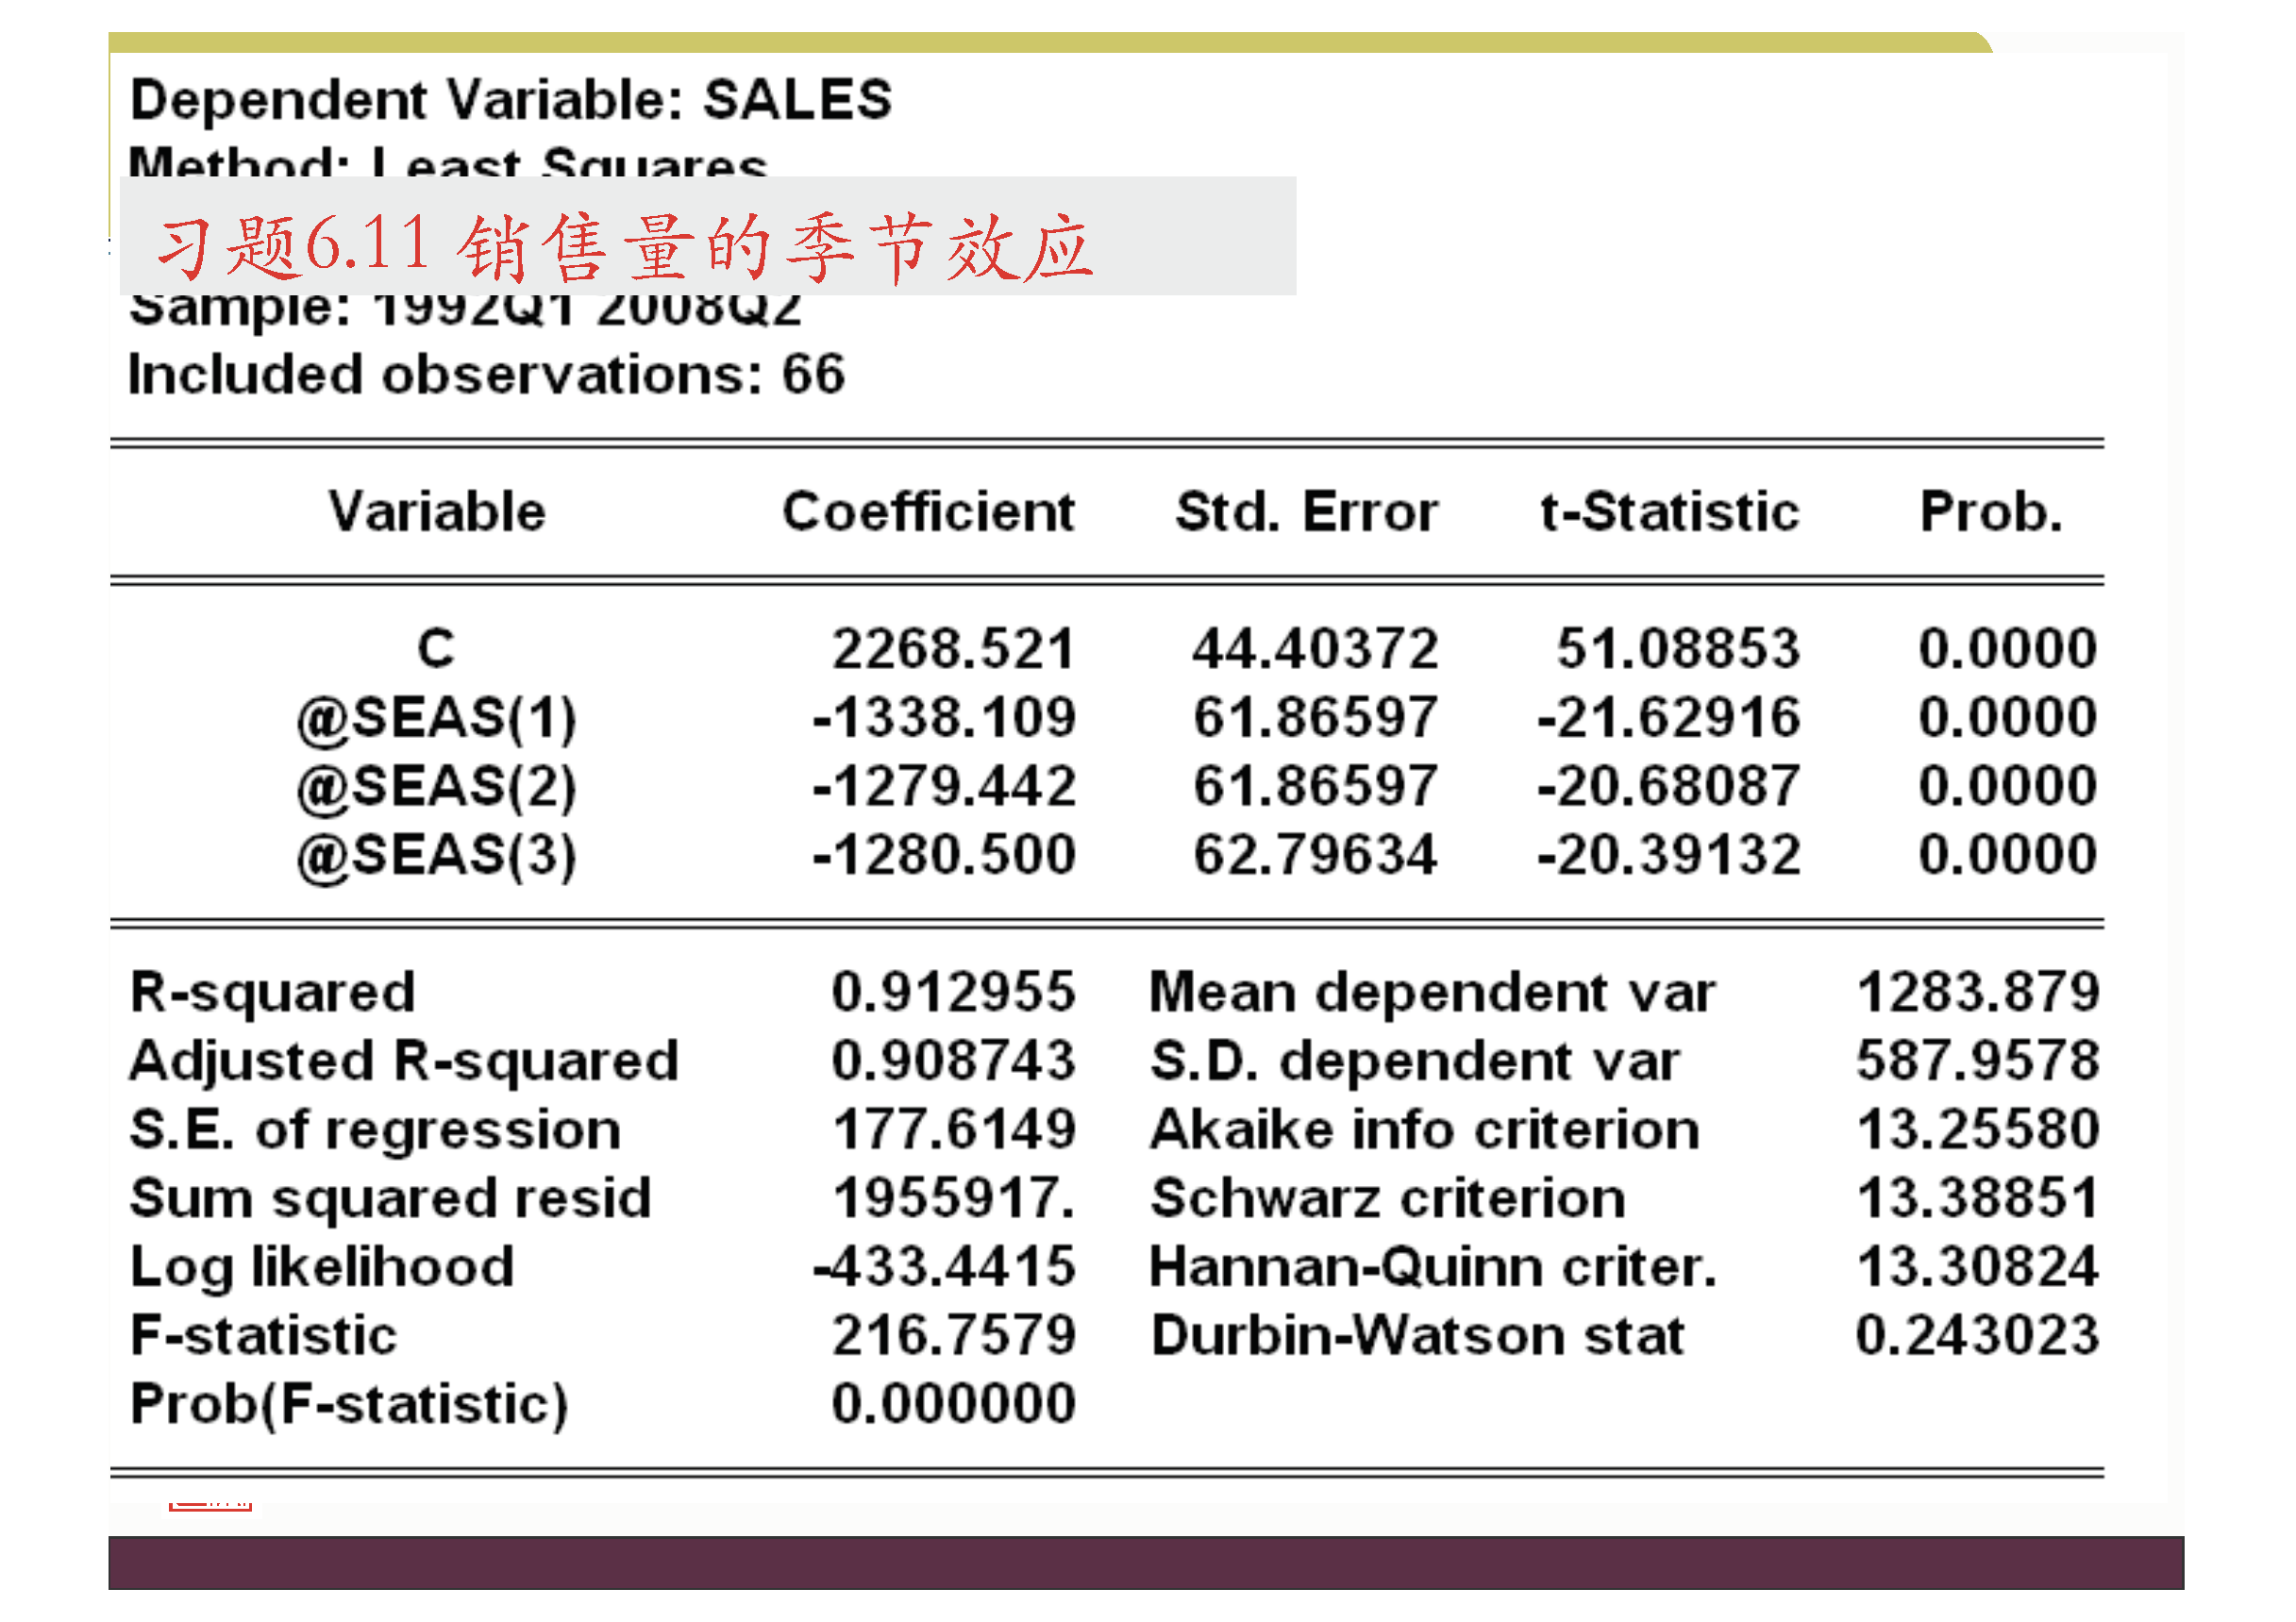 Dependent Variable: SALES
Method: Least Squares
习题6.11 销售量的季节效应
Sample: 1992Q1 2008Q2
Included observations: 66
Variable Coefficient Std. Error t-Statistic Prob.
C 2268.521 44.40372 51.08853 0.0000
@SEAS(1) -1338.109 61.86597 -21.62916 0.0000
@SEAS(2) -1279.442 61.86597 -20.68087 0.0000
@SEAS(3) -1280.500 62.79634 -20.39132 0.0000
R-squared 0.912955 Mean dependent var 1283.879
Adjusted R-squared 0.908743 S.D. dependent var 587.9578
S.E. of regression 177.6149 Akaike info criterion 13.25580
Sum squared resid 1955917. Schwarz criterion 13.38851
Log likelihood -433.4415 Hannan-Quinn criter. 13.30824
F-statistic 216.7579 Durbin-Watson stat 0.243023
Prob(F-statistic) 0.000000